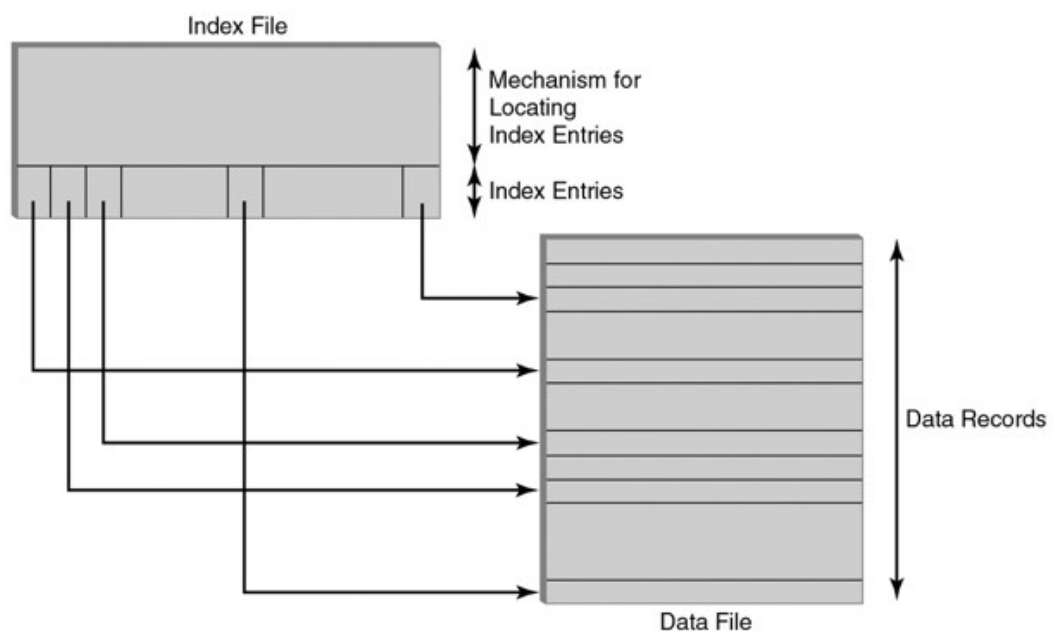 Index File
Mechanism for
Locating
Index Entries
Index Entries
Data Records
Data File